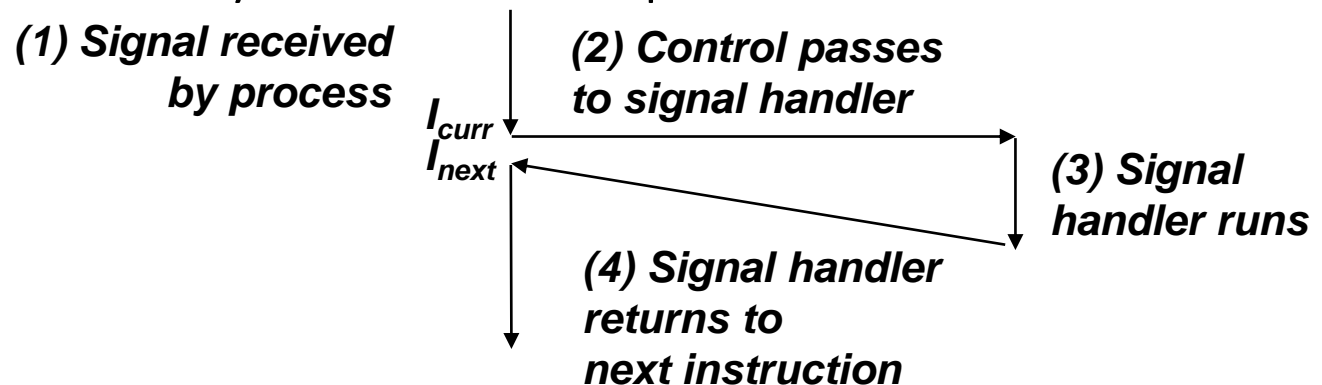 (1) Signal received
by process
(2) Control passes
to signal handler
I_curr
I_next
(3) Signal
handler runs
(4) Signal handler
returns to
next instruction